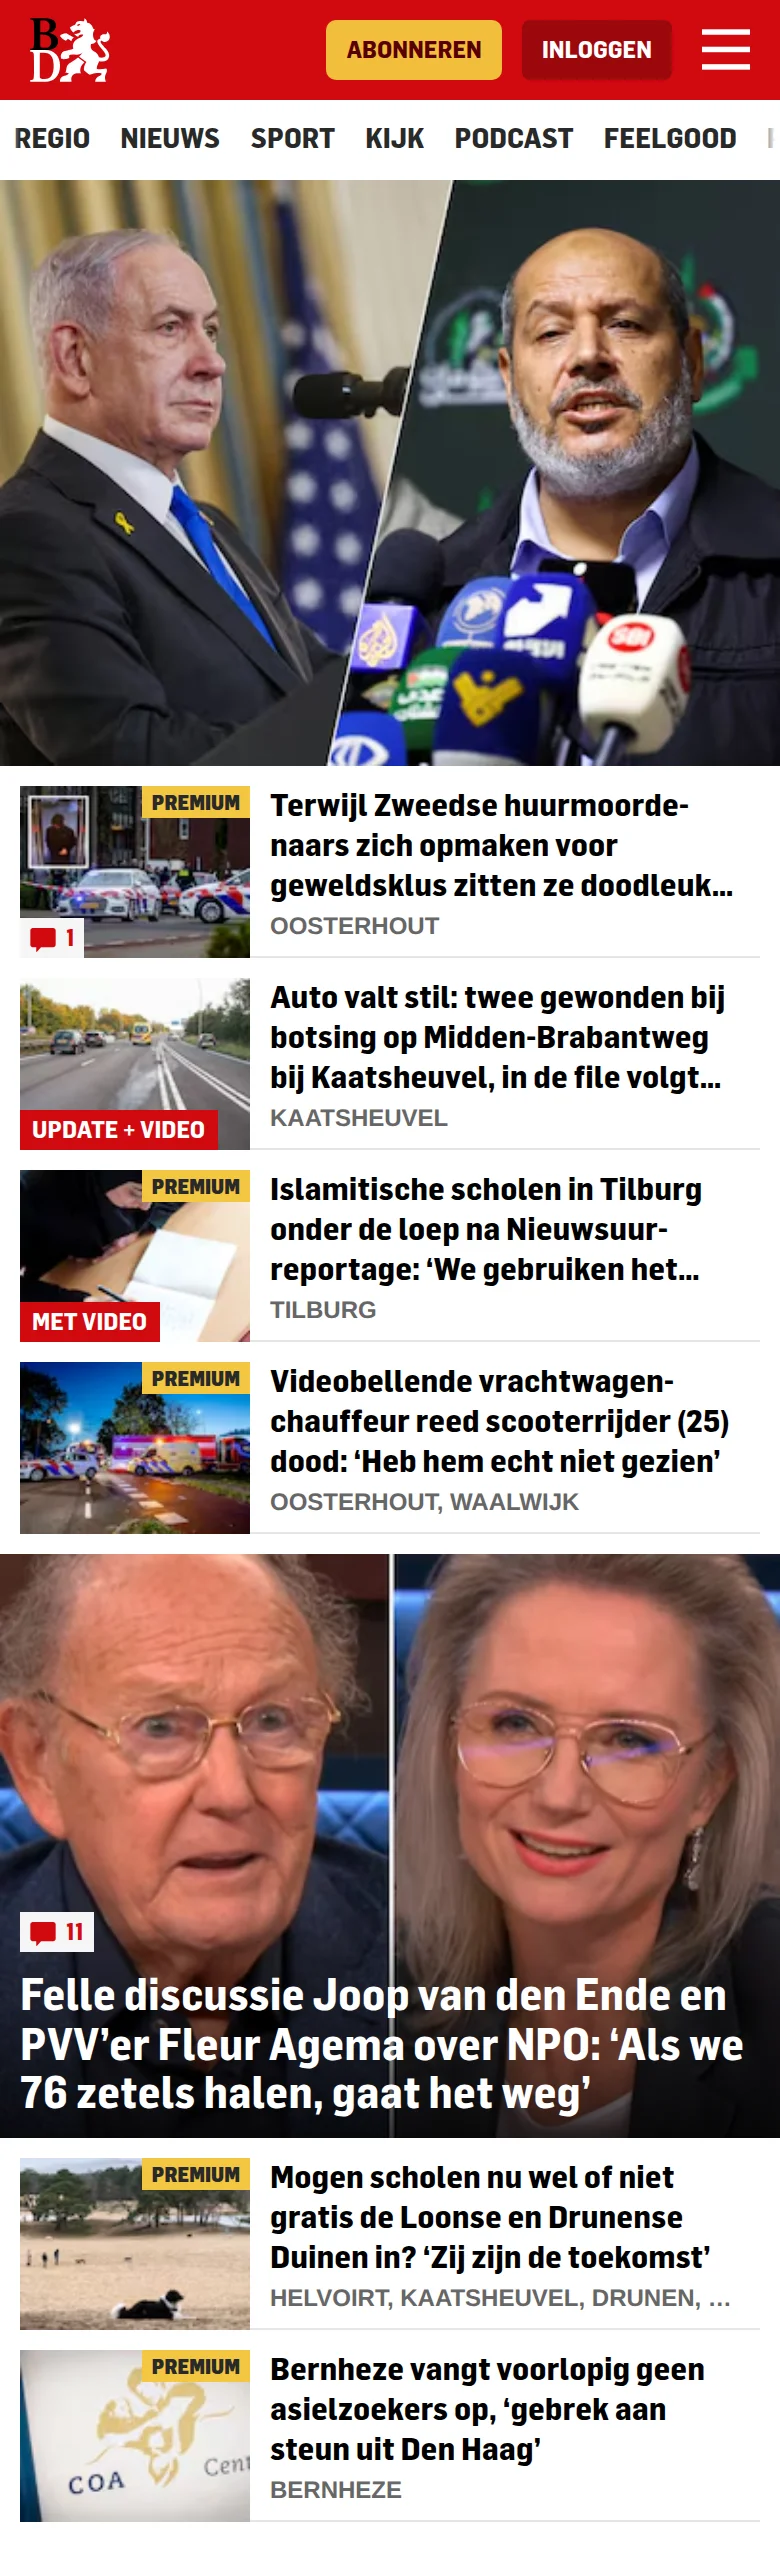 BD
ABONNEREN
INLOGGEN
REGIO NIEUWS SPORT KIJK PODCAST FEELGOOD
SBI
PREMIUM
1
Terwijl Zweedse huurmoorde-
naars zich opmaken voor
geweldsklus zitten ze doodleuk...
OOSTERHOUT
UPDATE + VIDEO
Auto valt stil: twee gewonden bij
botsing op Midden-Brabantweg
bij Kaatsheuvel, in de file volgt...
KAATSHEUVEL
PREMIUM
MET VIDEO
Islamitische scholen in Tilburg
onder de loep na Nieuwsuur-
reportage: ‘We gebruiken het...
TILBURG
PREMIUM
Videobellende vrachtwagen-
chauffeur reed scooterrijder (25)
dood: ‘Heb hem echt niet gezien’
OOSTERHOUT, WAALWIJK
11
Felle discussie Joop van den Ende en
PVV’er Fleur Agema over NPO: ‘Als we
76 zetels halen, gaat het weg’
PREMIUM
Mogen scholen nu wel of niet
gratis de Loonse en Drunense
Duinen in? ‘Zij zijn de toekomst’
HELVOIRT, KAATSHEUVEL, DRUNEN, ...
PREMIUM
COA
Cent
Bernheze vangt voorlopig geen
asielzoekers op, ‘gebrek aan
steun uit Den Haag’
BERNHEZE